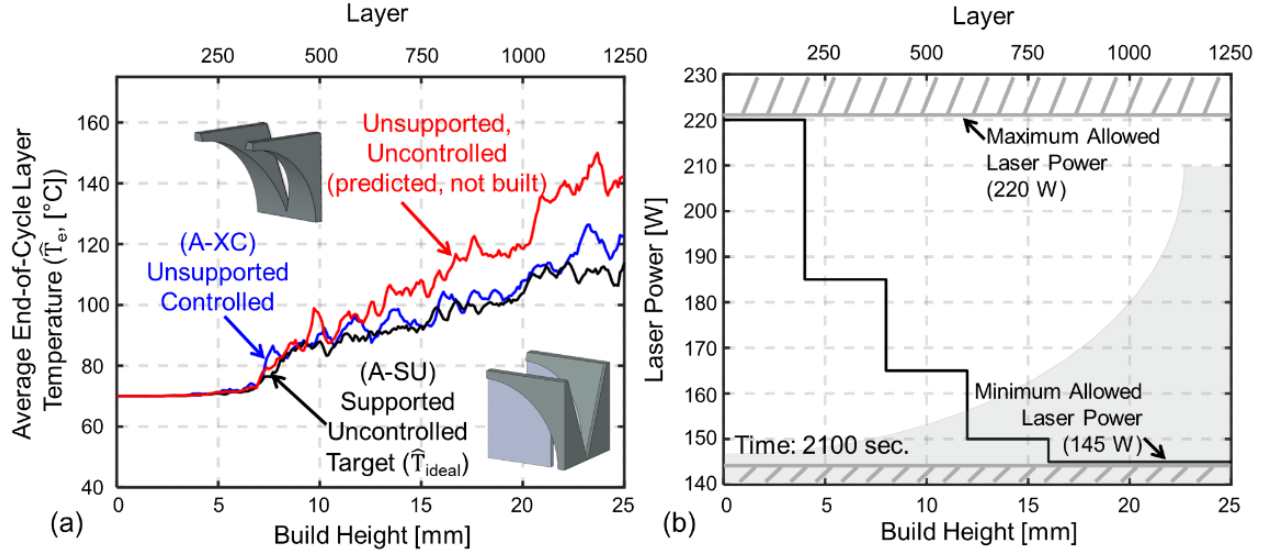 Layer
250 500 750 1000 1250
160
140
120
100
80
60
40
Average End-of-Cycle Layer
Temperature (T̂e, [°C])
Unsupported,
Uncontrolled
(predicted, not built)
(A-XC)
Unsupported
Controlled
(A-SU)
Supported
Uncontrolled
Target (T̂ideal)
0 5 10 15 20 25
Build Height [mm]
(a)
Layer
250 500 750 1000 1250
230
220
210
200
190
180
170
160
150
140
Laser Power [W]
Maximum Allowed
Laser Power
(220 W)
Minimum Allowed
Laser Power
(145 W)
Time: 2100 sec.
0 5 10 15 20 25
Build Height [mm]
(b)